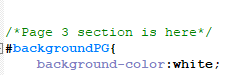 /*Page 3 section is here*/
#backgroundPG{
background-color:white;